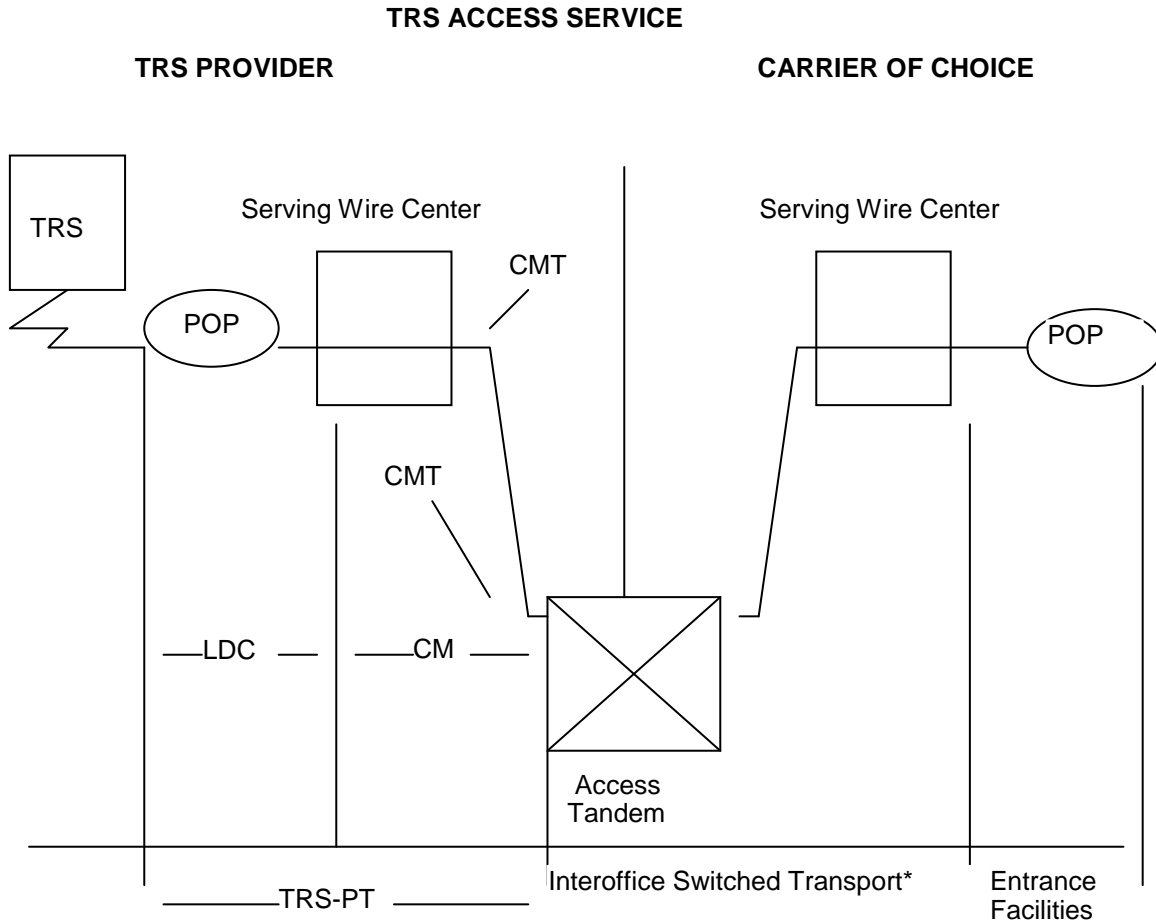 TRS ACCESS SERVICE
TRS PROVIDER
CARRIER OF CHOICE
Serving Wire Center
Serving Wire Center
TRS
CMT
POP
POP
CMT
LDC
CM
Access
Tandem
Interoffice Switched Transport*
Entrance
Facilities
TRS-PT